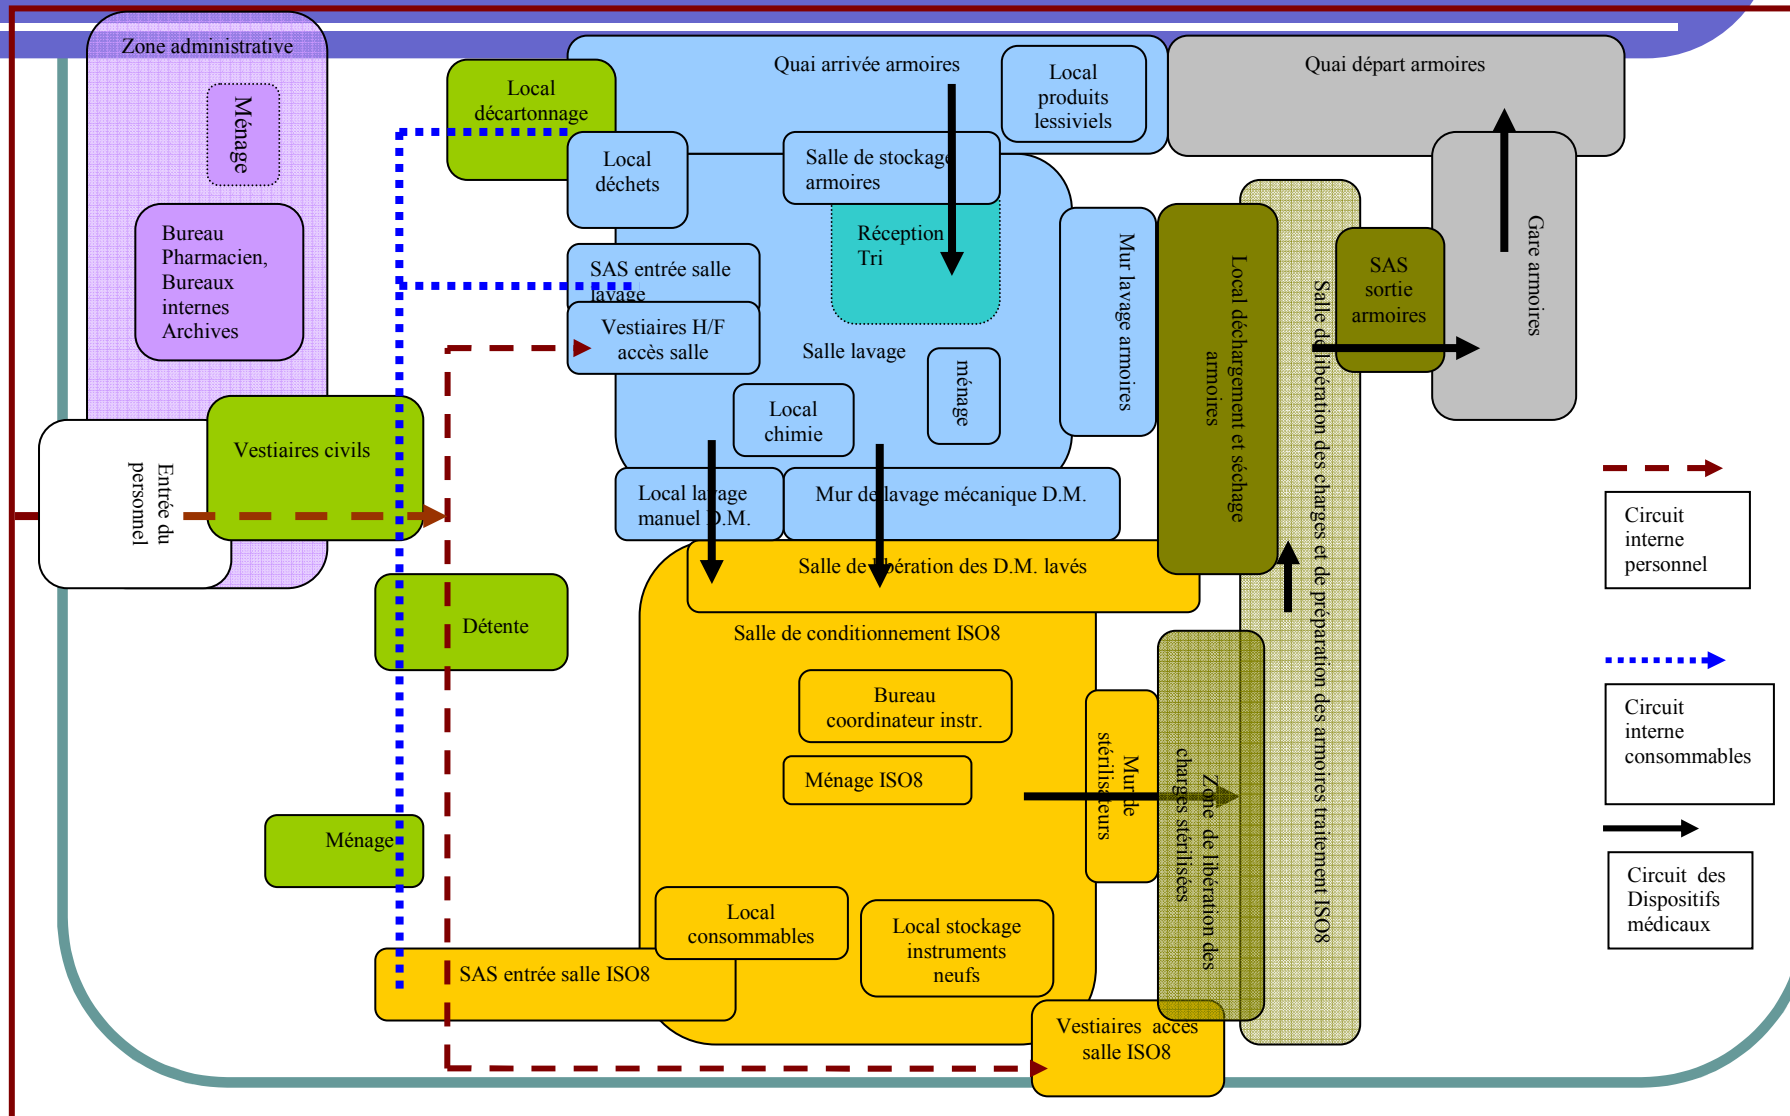 Zone administrative
Ménage
Bureau
Pharmacien,
Bureaux
internes
Archives
Entrée du
personnel
Vestiaires civils
Local
décartonnage
Quai arrivée armoires
Local
produits
lessiviels
Quai départ armoires
Local
déchets
Salle de stockage
armoires
Réception
Tri
SAS entrée salle
lavage
Vestiaires H/F
accès salle
Salle lavage
ménage
Local
chimie
Mur lavage armoires
Local déchargement et séchage
armoires
Salle de libération des charges et de préparation des armoires traitement ISO8
SAS
sortie
armoires
Gare armoires
Local lavage
manuel D.M.
Mur de lavage mécanique D.M.
Salle de libération des D.M. lavés
Détente
Salle de conditionnement ISO8
Bureau
coordinateur instr.
Ménage ISO8
Mur de
stérilisateurs
Zone de libération des
charges stérilisées
Ménage
Local
consommables
Local stockage
instruments
neufs
SAS entrée salle ISO8
Vestiaires accès
salle ISO8
Circuit
interne
personnel
Circuit
interne
consommables
Circuit des
Dispositifs
médicaux